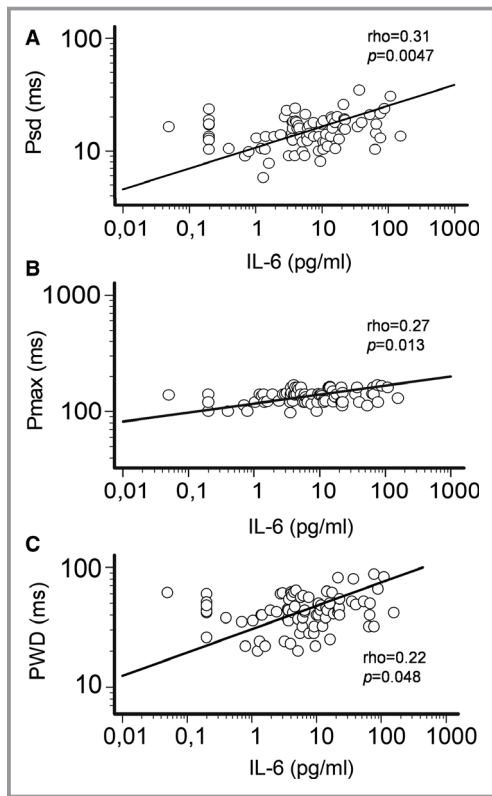 A
100
rho=0.31
p=0.0047
Psd (ms)
10
0,01 0,1 1 10 100 1000
IL-6 (pg/ml)
B
1000
rho=0.27
p=0.013
Pmax (ms)
100
0,01 0,1 1 10 100 1000
IL-6 (pg/ml)
C
100
PWD (ms)
rho=0.22
p=0.048
10
0,01 0,1 1 10 100 1000
IL-6 (pg/ml)